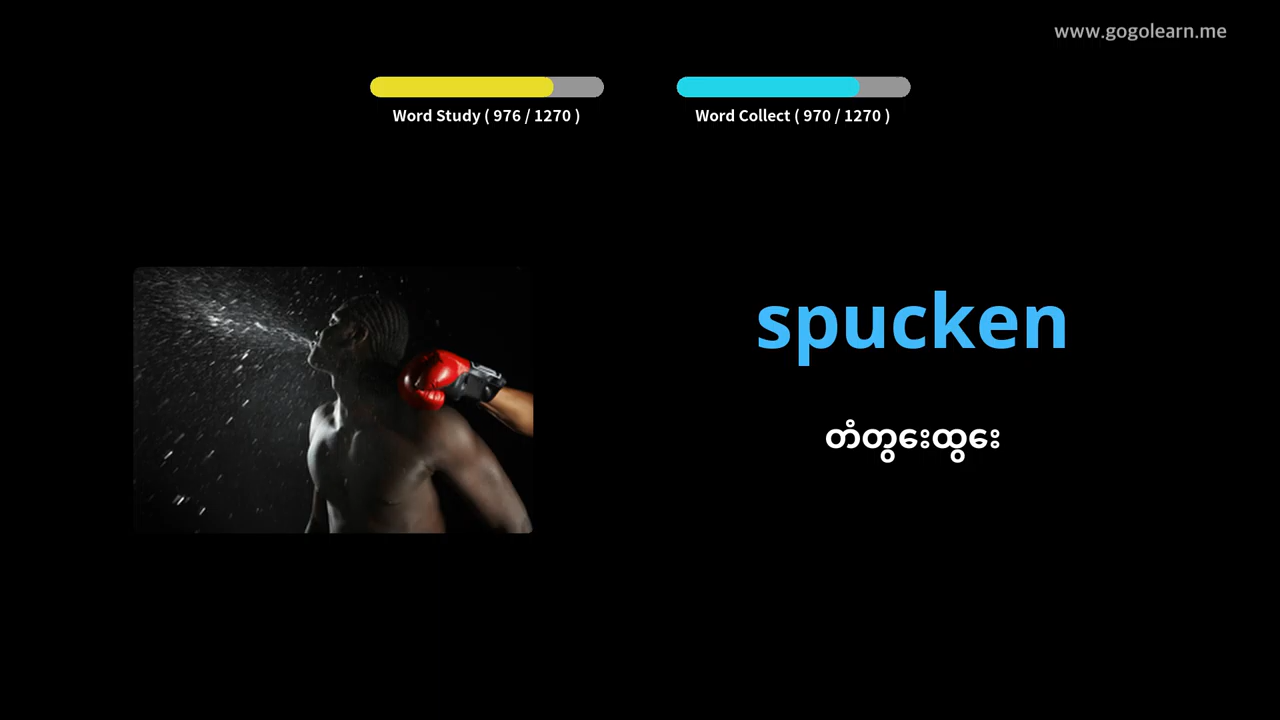 www.gogolearn.me
Word Study ( 976 / 1270 )
Word Collect ( 970 / 1270 )
spucken
တံတွေးထွေး